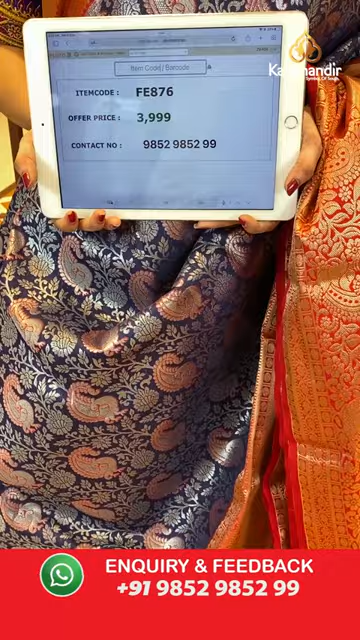 Item Code / Barcode
ITEMCODE : FE876
OFFER PRICE : 3,999
CONTACT NO : 9852 9852 99
ENQUIRY & FEEDBACK
+91 9852 9852 99